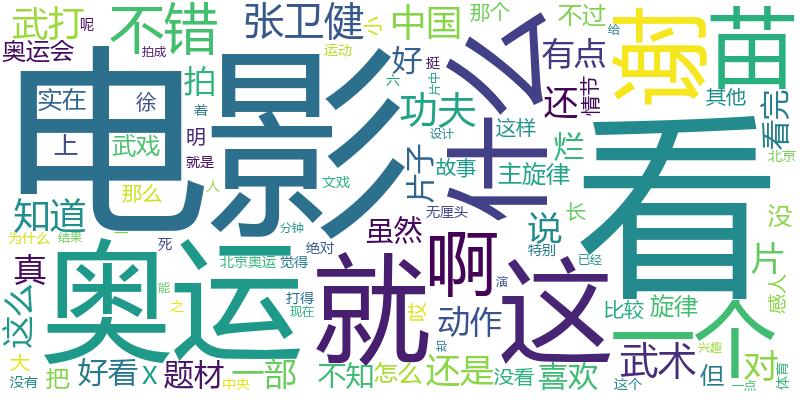 武打
不错
张卫健
中国
那个
不过
谢
苗
呢
小
奥运会
拍成
运动
好
什么
有点
给
电影
拍
挺
六
片中
情节
实在
徐
功夫
还
其他
看完
着
上
武戏
明
设计
这样
烂
看
北京
就是
片子
故事
主旋律
那么
人
文戏
无厘头
说
长
没
知道
虽然
为什么
结果
一
死
分钟
绝对
特别
奥运
就
啊
这
片
真
北京奥运
觉得
已经
感人
能
之
打得
现在
哎
演
一个
这么
动作
比较
旋律
大
没有
把
好看
X
题材
中央
一部
不知
怎么
还是
没看
喜欢
武术
这个
但
兴趣
一点
对
体育